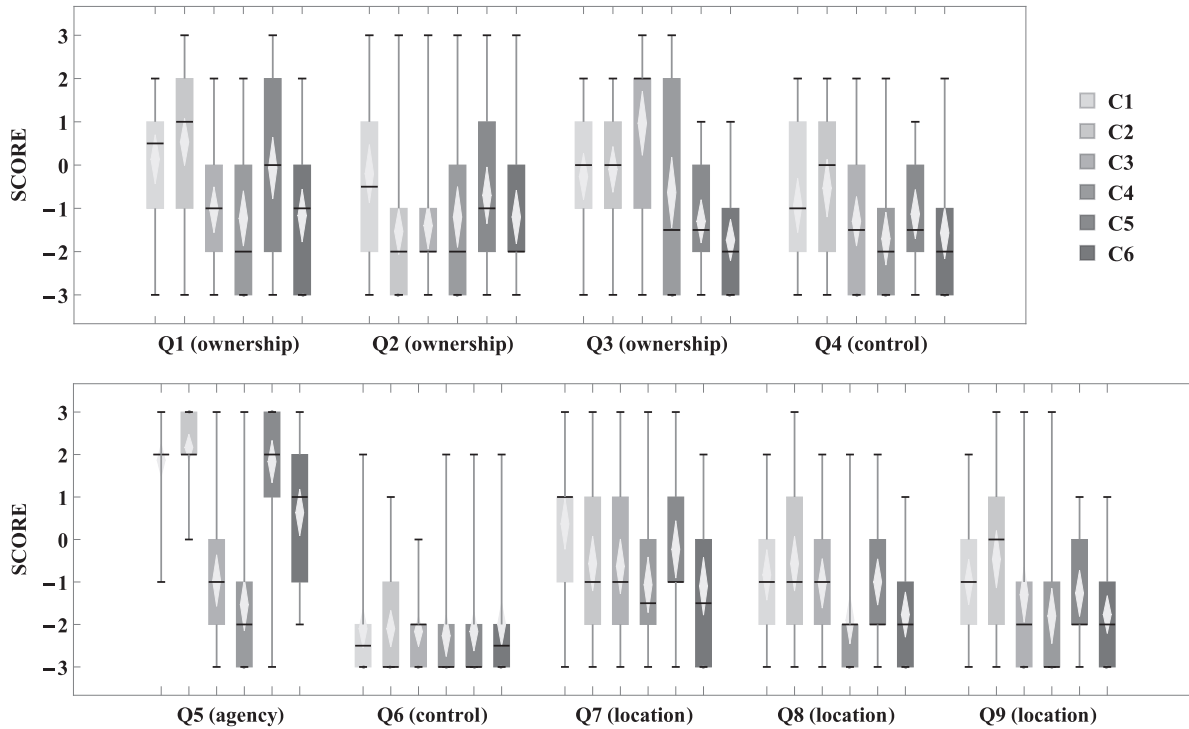 3
2
1
0
−1
−2
−3
SCORE
Q1 (ownership) Q2 (ownership) Q3 (ownership) Q4 (control)
C1
C2
C3
C4
C5
C6
3
2
1
0
−1
−2
−3
SCORE
Q5 (agency) Q6 (control) Q7 (location) Q8 (location) Q9 (location)